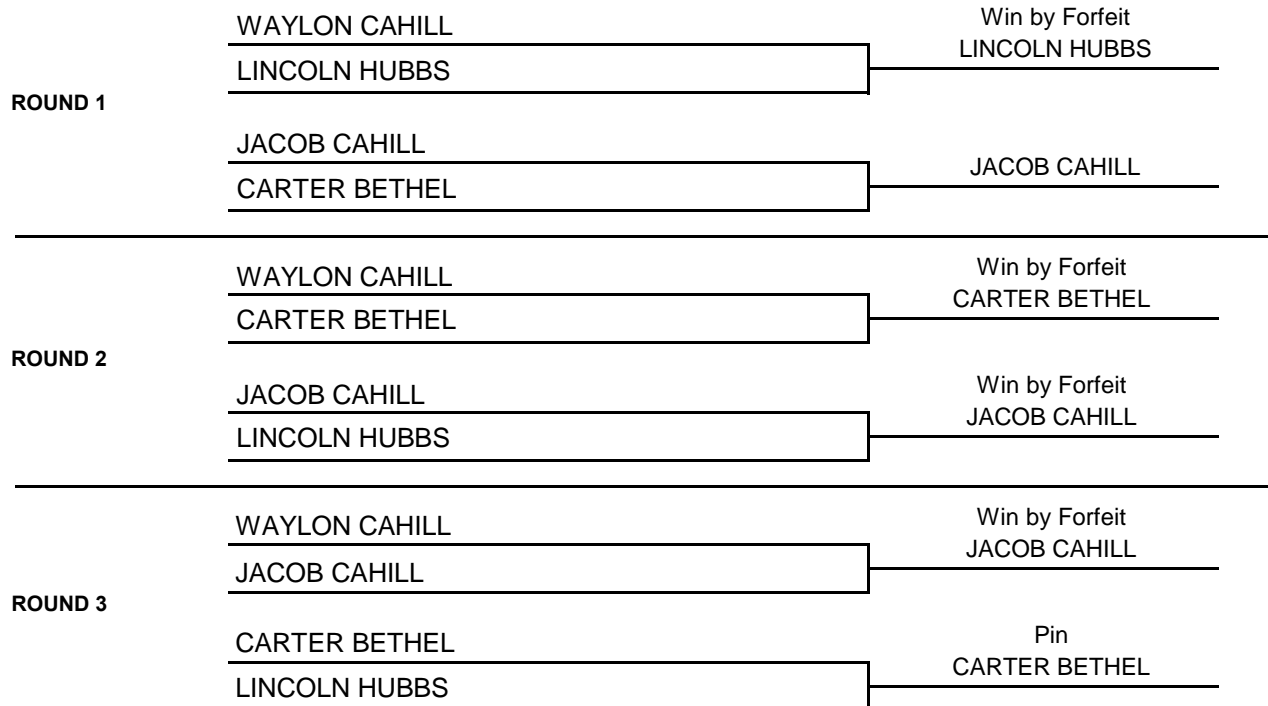 WAYLON CAHILL
Win by Forfeit
LINCOLN HUBBS
LINCOLN HUBBS
ROUND 1
JACOB CAHILL
JACOB CAHILL
CARTER BETHEL
WAYLON CAHILL
Win by Forfeit
CARTER BETHEL
CARTER BETHEL
ROUND 2
JACOB CAHILL
Win by Forfeit
JACOB CAHILL
LINCOLN HUBBS
WAYLON CAHILL
Win by Forfeit
JACOB CAHILL
JACOB CAHILL
ROUND 3
CARTER BETHEL
Pin
CARTER BETHEL
LINCOLN HUBBS